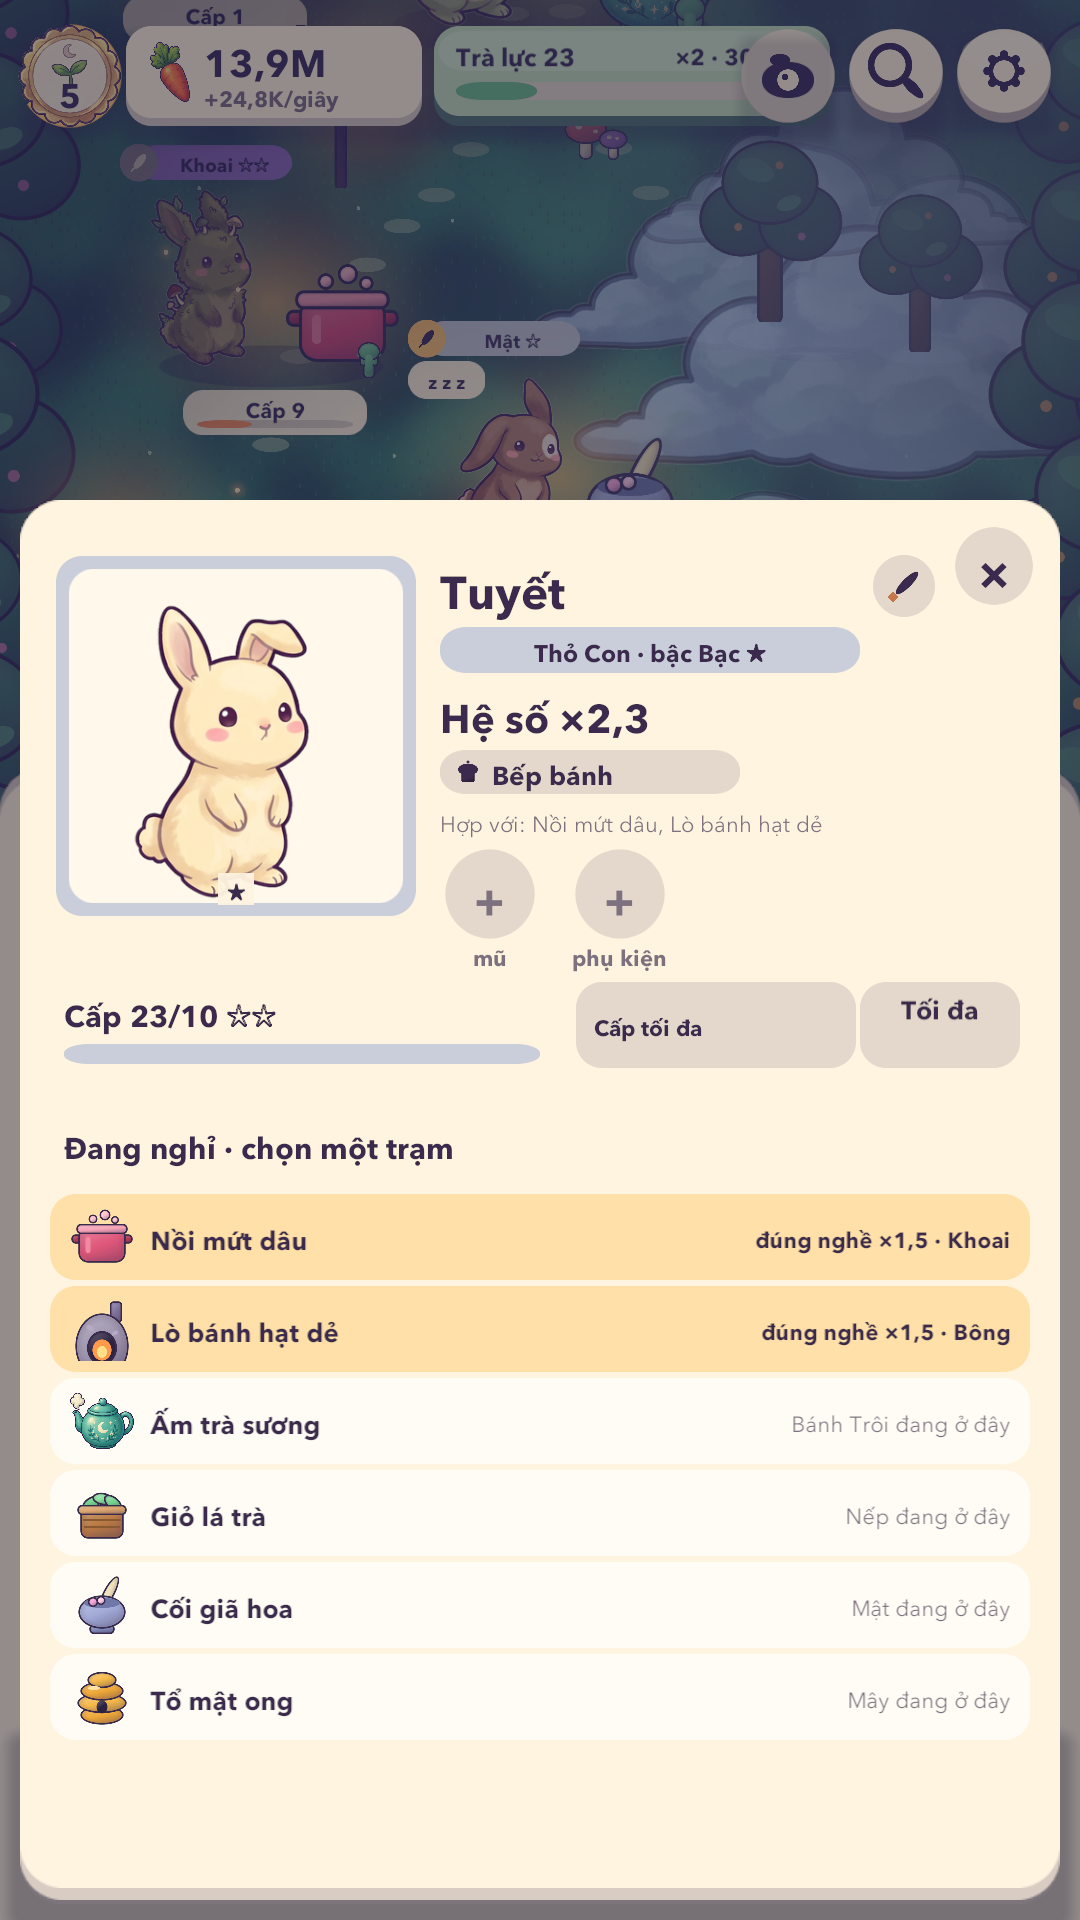 Cấp 1
5
13,9M
+24,8K/giây
Trà lực 23
×2 · 30
Khoai ☆☆
Mật ☆
z z z
Cấp 9
Tuyết
×
Thỏ Con · bậc Bạc ★
Hệ số ×2,3
Bếp bánh
Hợp với: Nồi mứt dâu, Lò bánh hạt dẻ
★
+
+
mũ
phụ kiện
Cấp 23/10 ☆☆
Cấp tối đa
Tối đa
Đang nghỉ · chọn một trạm
Nồi mứt dâu
đúng nghề ×1,5 · Khoai
Lò bánh hạt dẻ
đúng nghề ×1,5 · Bông
Ấm trà sương
Bánh Trôi đang ở đây
Giỏ lá trà
Nếp đang ở đây
Cối giã hoa
Mật đang ở đây
Tổ mật ong
Mây đang ở đây